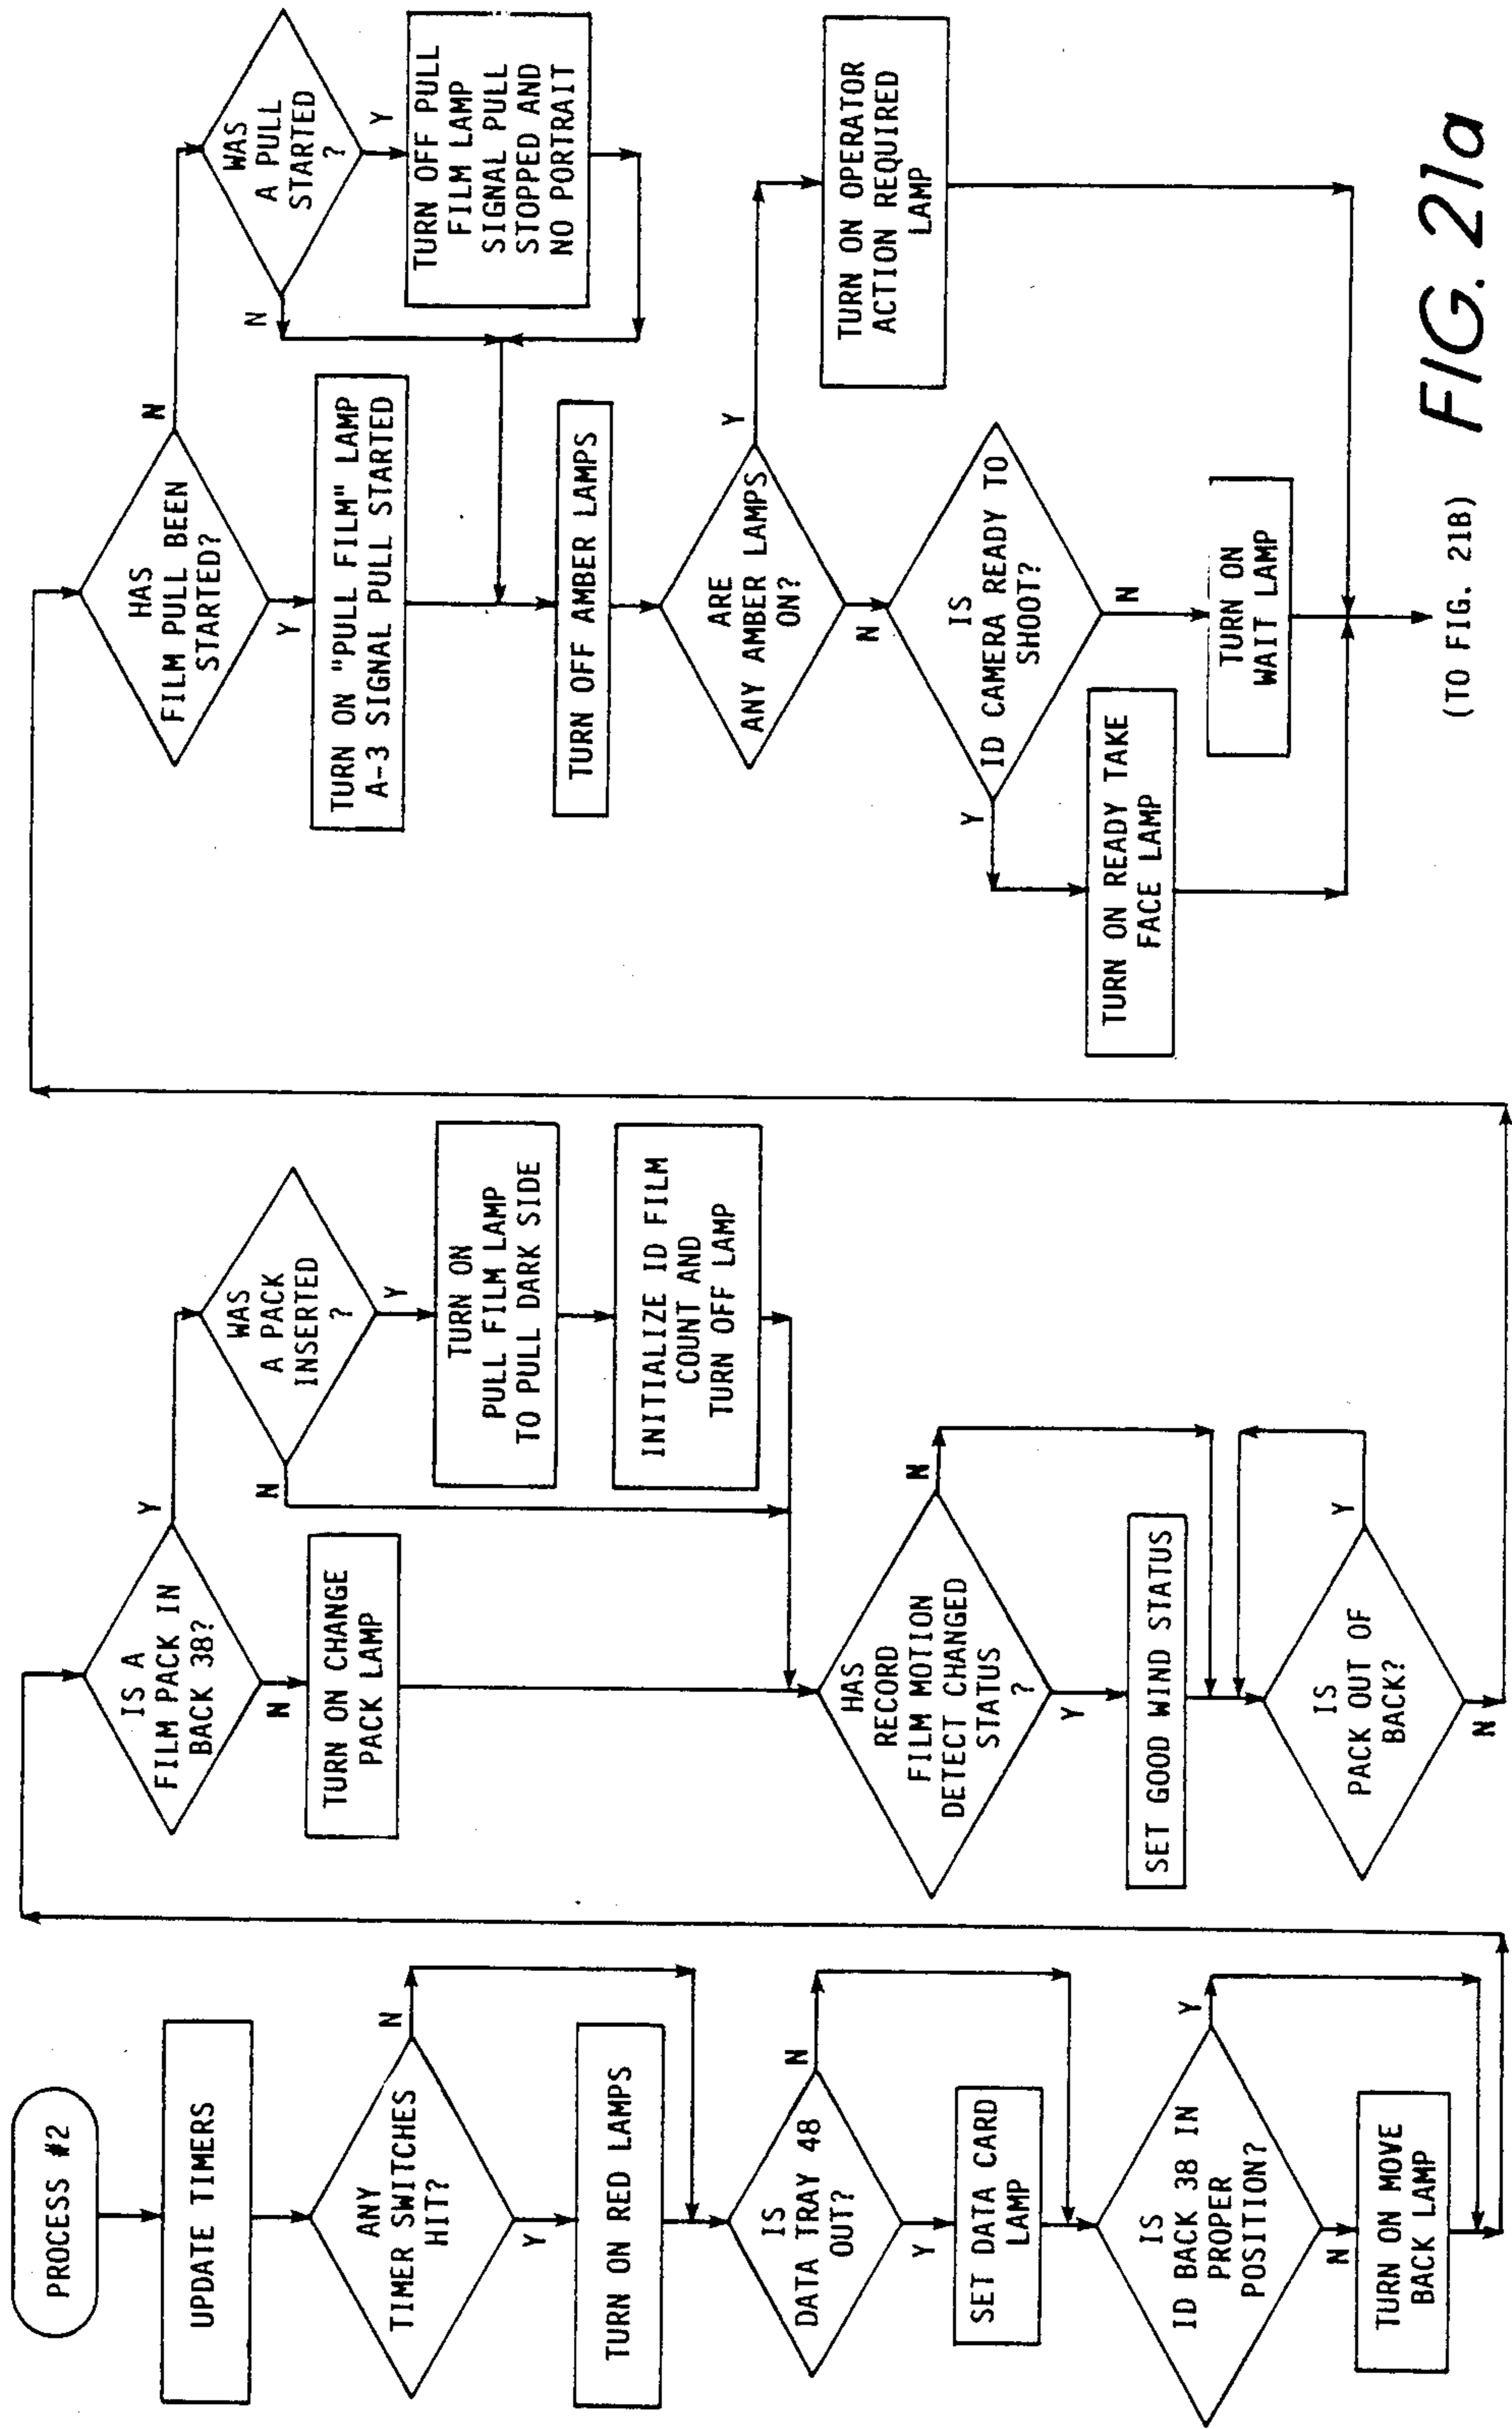 PROCESS #2
UPDATE TIMERS
ANY
TIMER SWITCHES
HIT?
N
Y
TURN ON RED LAMPS
IS
DATA TRAY 48
OUT?
N
Y
SET DATA CARD
LAMP
IS
ID BACK 38 IN
PROPER
POSITION?
Y
N
TURN ON MOVE
BACK LAMP
IS A
FILM PACK IN
BACK 38?
Y
N
TURN ON CHANGE
PACK LAMP
WAS
A PACK
INSERTED
?
N
Y
TURN ON
PULL FILM LAMP
TO PULL DARK SIDE
INITIALIZE ID FILM
COUNT AND
TURN OFF LAMP
HAS
RECORD
FILM MOTION
DETECT CHANGED
STATUS
?
N
Y
SET GOOD WIND STATUS
IS
PACK OUT OF
BACK?
Y
N
HAS
FILM PULL BEEN
STARTED?
N
Y
TURN ON "PULL FILM" LAMP
A-3 SIGNAL PULL STARTED
WAS
A PULL
STARTED
?
N
Y
TURN OFF PULL
FILM LAMP
SIGNAL PULL
STOPPED AND
NO PORTRAIT
TURN OFF AMBER LAMPS
ARE
ANY AMBER LAMPS
ON?
Y
N
TURN ON OPERATOR
ACTION REQUIRED
LAMP
IS
ID CAMERA READY TO
SHOOT?
Y
N
TURN ON READY TAKE
FACE LAMP
TURN ON
WAIT LAMP
(TO FIG. 21B)
FIG. 21a